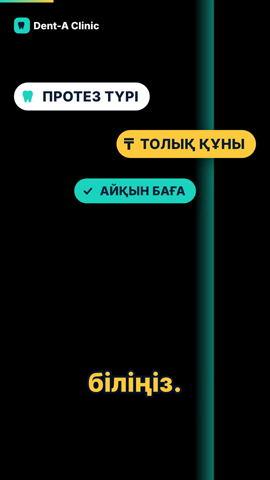 Dent-A Clinic
ПРОТЕЗ ТҮРІ
₸ ТОЛЫҚ ҚҰНЫ
АЙҚЫН БАҒА
біліңіз.